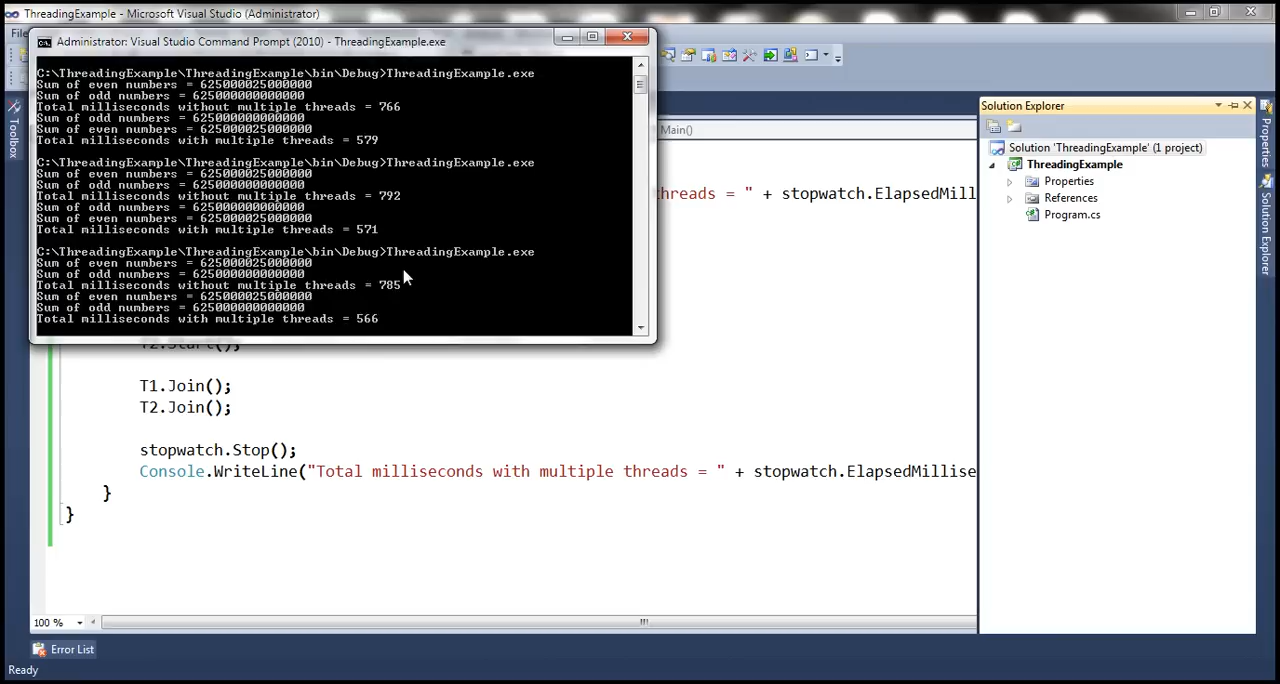 ThreadingExample - Microsoft Visual Studio (Administrator)
Administrator: Visual Studio Command Prompt (2010) - ThreadingExample.exe
C:\ThreadingExample\ThreadingExample\bin\Debug>ThreadingExample.exe
Sum of even numbers = 625000025000000
Sum of odd numbers = 625000000000000
Total milliseconds without multiple threads = 766
Sum of odd numbers = 625000000000000
Sum of even numbers = 625000025000000
Total milliseconds with multiple threads = 579
C:\ThreadingExample\ThreadingExample\bin\Debug>ThreadingExample.exe
Sum of even numbers = 625000025000000
Sum of odd numbers = 625000000000000
Total milliseconds without multiple threads = 792
Sum of odd numbers = 625000000000000
Sum of even numbers = 625000025000000
Total milliseconds with multiple threads = 571
C:\ThreadingExample\ThreadingExample\bin\Debug>ThreadingExample.exe
Sum of even numbers = 625000025000000
Sum of odd numbers = 625000000000000
Total milliseconds without multiple threads = 785
Sum of even numbers = 625000025000000
Sum of odd numbers = 625000000000000
Total milliseconds with multiple threads = 566
Toolbox
Main()
threads = " + stopwatch.ElapsedMill
T2.Start();
T1.Join();
T2.Join();
stopwatch.Stop();
Console.WriteLine("Total milliseconds with multiple threads = " + stopwatch.ElapsedMillise
}
}
100 %
Error List
Ready
Solution Explorer
Solution 'ThreadingExample' (1 project)
ThreadingExample
Properties
References
Program.cs
Properties
Solution Explorer